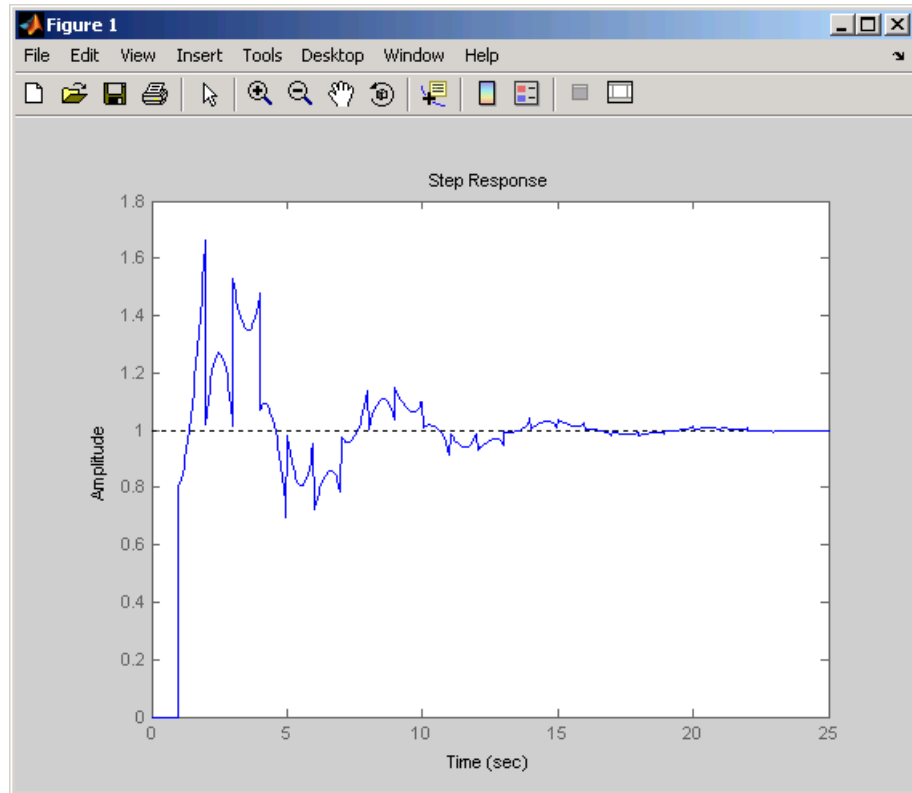 Figure 1
File Edit View Insert Tools Desktop Window Help
Step Response
Amplitude
1.8
1.6
1.4
1.2
1
0.8
0.6
0.4
0.2
0
0 5 10 15 20 25
Time (sec)